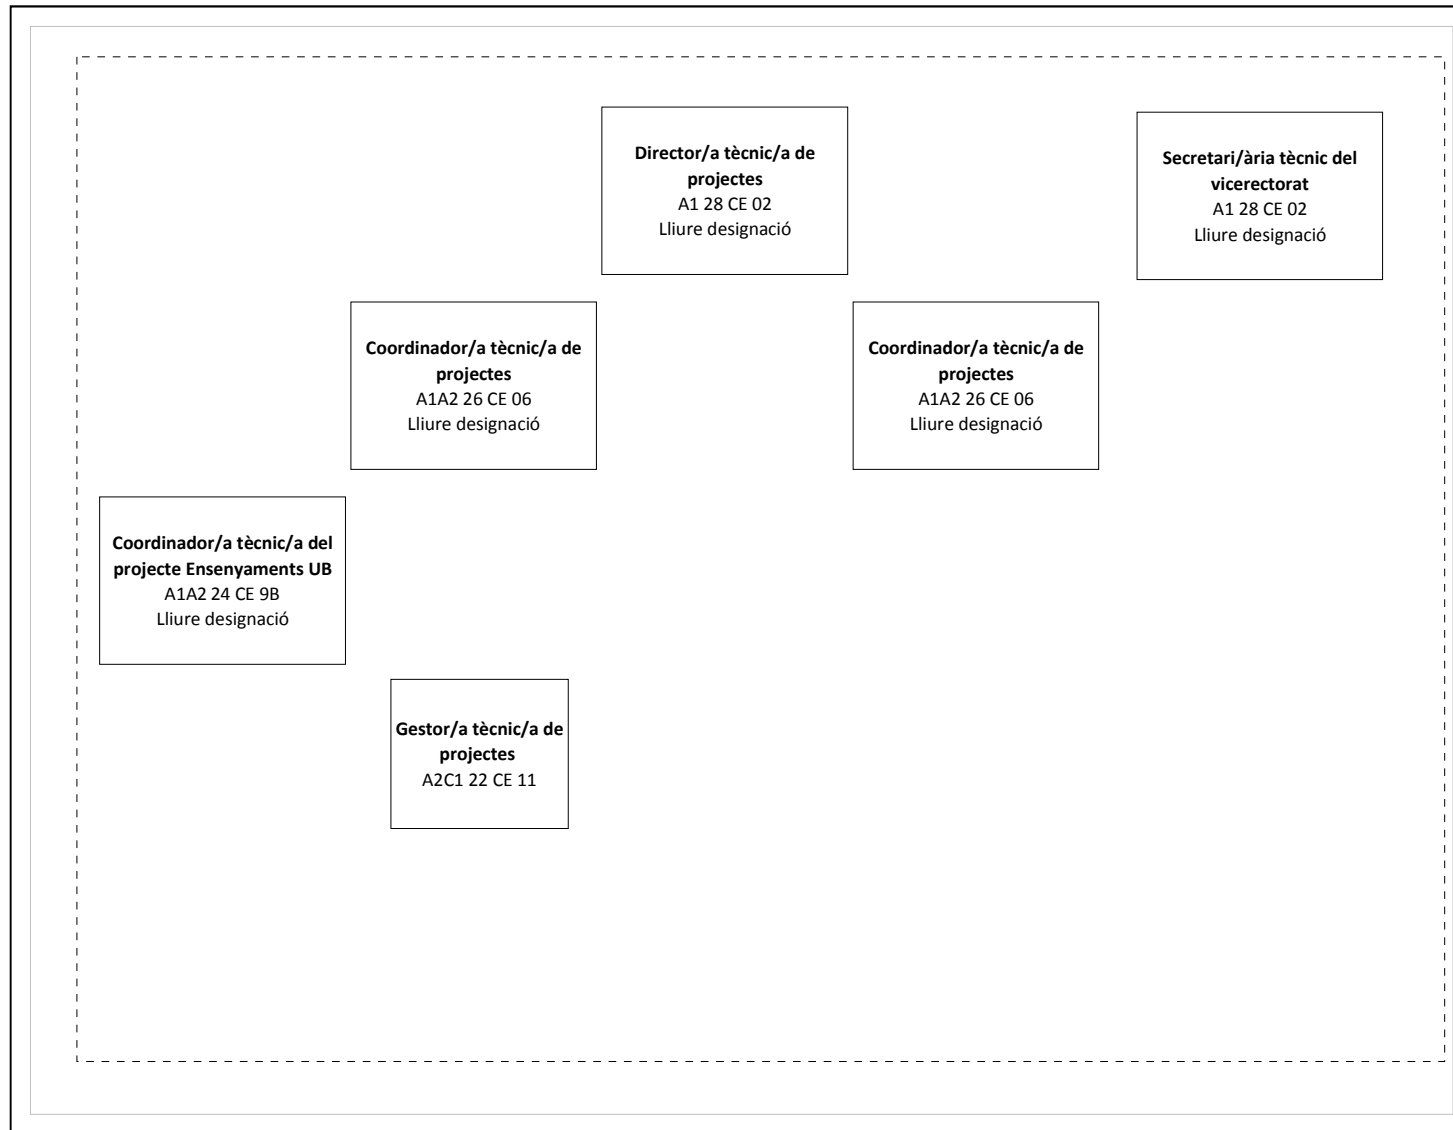 Director/a tècnic/a de
projectes
A1 28 CE 02
Lliure designació
Secretari/ària tècnic del
vicerectorat
A1 28 CE 02
Lliure designació
Coordinador/a tècnic/a de
projectes
A1A2 26 CE 06
Lliure designació
Coordinador/a tècnic/a de
projectes
A1A2 26 CE 06
Lliure designació
Coordinador/a tècnic/a del
projecte Ensenyaments UB
A1A2 24 CE 9B
Lliure designació
Gestor/a tècnic/a de
projectes
A2C1 22 CE 11